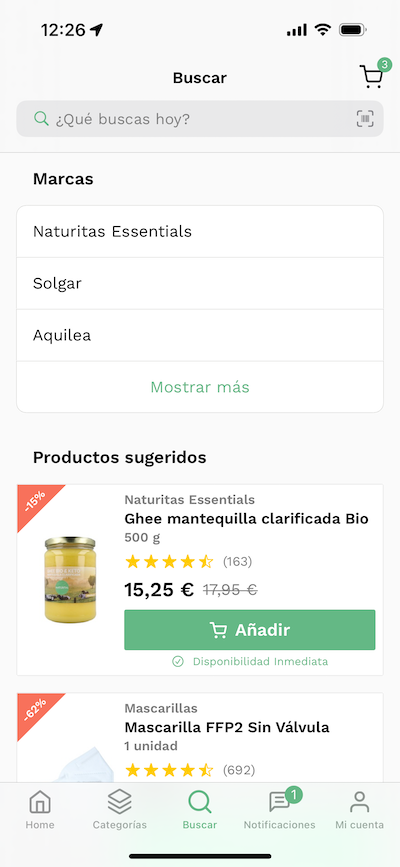 12:26
Buscar
3
¿Qué buscas hoy?
Marcas
Naturitas Essentials
Solgar
Aquilea
Mostrar más
Productos sugeridos
-15%
Naturitas Essentials
Ghee mantequilla clarificada Bio
500 g
(163)
15,25 € 17,95 €
Añadir
Disponibilidad Inmediata
-62%
Mascarillas
Mascarilla FFP2 Sin Válvula
1 unidad
(692)
1
Home Categorías Buscar Notificaciones Mi cuenta